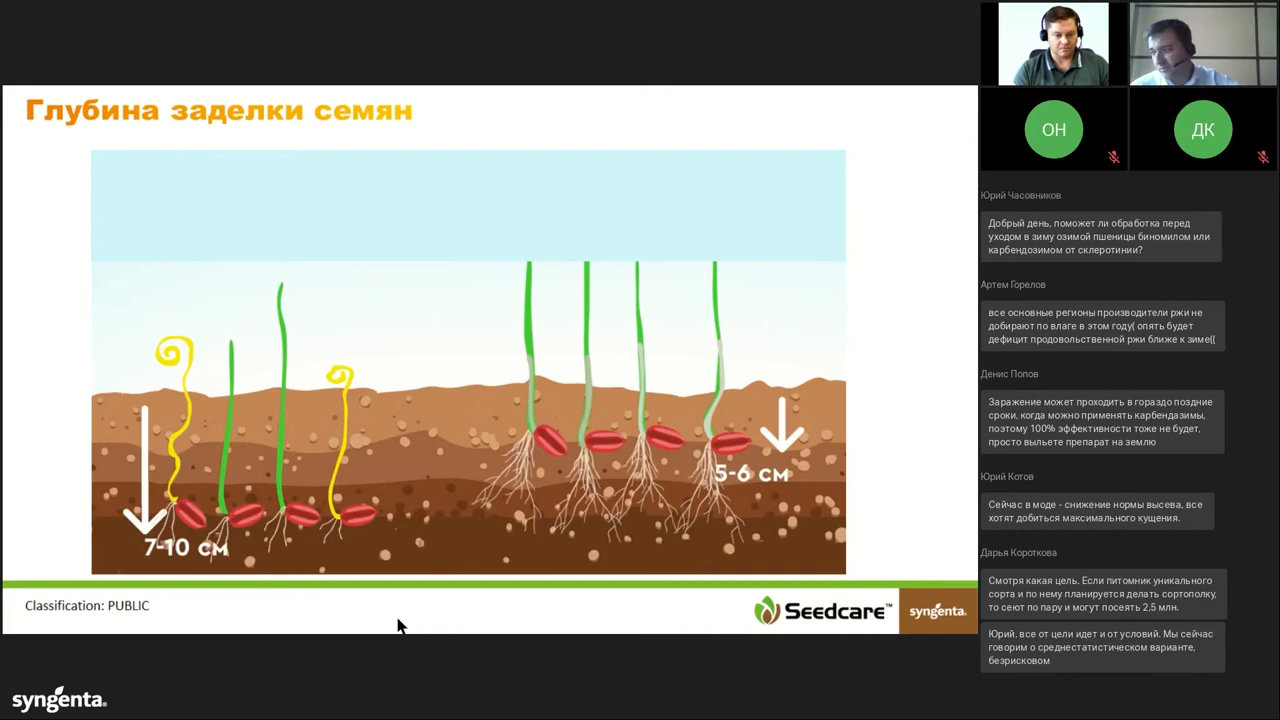 Глубина заделки семян
7-10 см
5-6 см
Classification: PUBLIC
Seedcare™
syngenta.
syngenta.
ОН
ДК
Юрий Часовников
Добрый день, поможет ли обработка перед
уходом в зиму озимой пшеницы биномилом или
карбендозимом от склеротинии?
Артем Горелов
все основные регионы производители ржи не
добирают по влаге в этом году( опять будет
дефицит продовольственной ржи ближе к зиме((
Денис Попов
Заражение может проходить в гораздо поздние
сроки, когда можно применять карбендазимы,
поэтому 100% эффективности тоже не будет,
просто выльете препарат на землю
Юрий Котов
Сейчас в моде - снижение нормы высева, все
хотят добиться максимального кущения.
Дарья Короткова
Смотря какая цель. Если питомник уникального
сорта и по нему планируется делать сортополку,
то сеют по пару и могут посеять 2,5 млн.
Юрий, все от цели идет и от условий. Мы сейчас
говорим о среднестатистическом варианте,
безрисковом